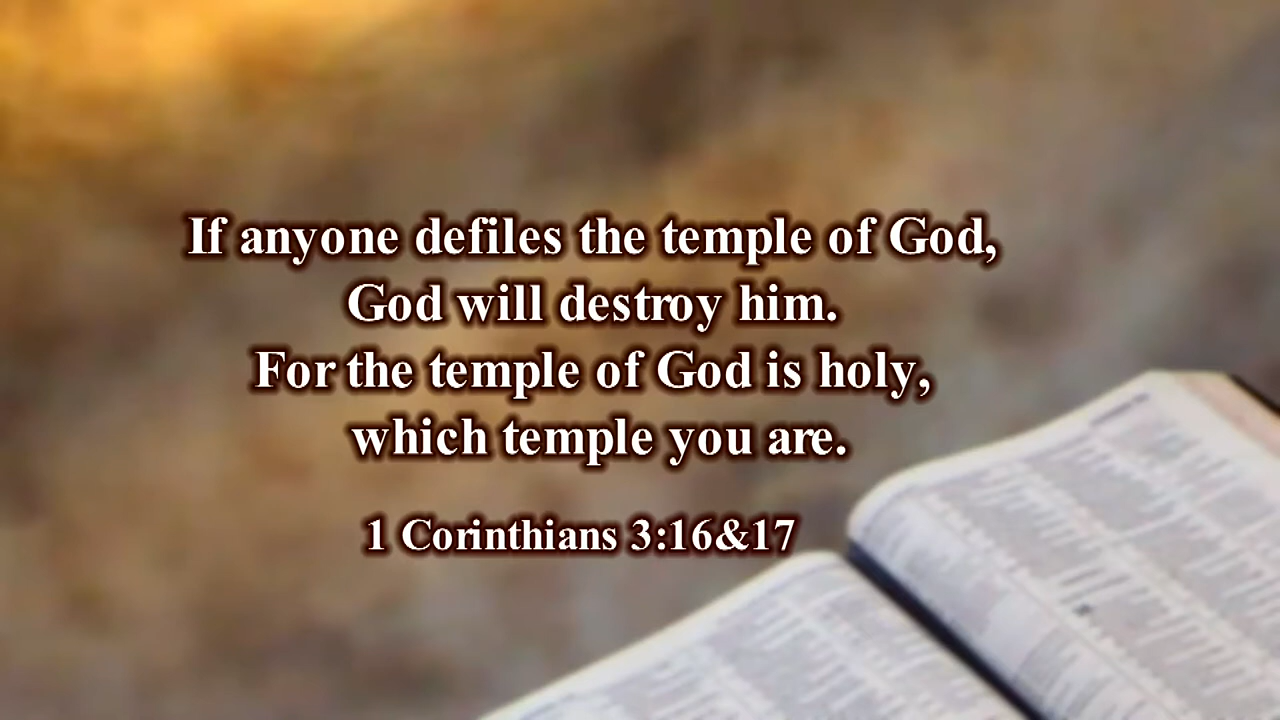 If anyone defiles the temple of God,
God will destroy him.
For the temple of God is holy,
which temple you are.
1 Corinthians 3:16&17